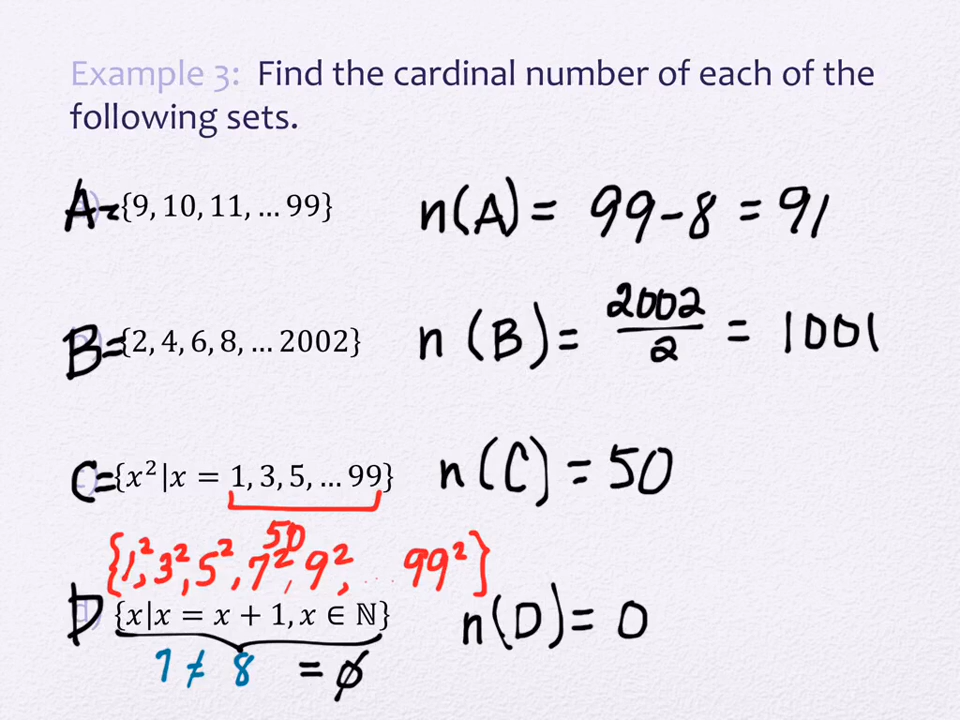 Example 3: Find the cardinal number of each of the
following sets.
A = {9, 10, 11, … 99} n(A) = 99 - 8 = 91
B = {2, 4, 6, 8, … 2002} n(B) = 2002/2 = 1001
C = {x²|x = 1, 3, 5, … 99} n(C) = 50
50
{1², 3², 5², 7², 9², … 99²}
D {x|x = x + 1, x ∈ ℕ} n(D) = 0
7 ≠ 8 = ∅